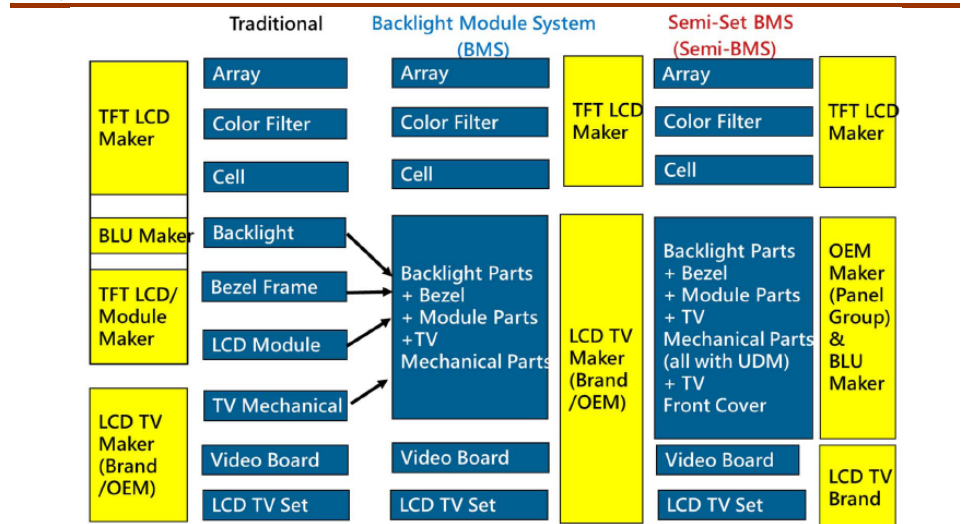 Traditional
Backlight Module System
(BMS)
Semi-Set BMS
(Semi-BMS)
TFT LCD
Maker
BLU Maker
TFT LCD/
Module
Maker
LCD TV
Maker
(Brand
/OEM)
Array
Color Filter
Cell
Backlight
Bezel Frame
LCD Module
TV Mechanical
Video Board
LCD TV Set
Array
Color Filter
Cell
Backlight Parts
+ Bezel
+ Module Parts
+TV
Mechanical Parts
Video Board
LCD TV Set
TFT LCD
Maker
LCD TV
Maker
(Brand
/OEM)
Array
Color Filter
Cell
Backlight Parts
+ Bezel
+ Module Parts
+ TV
Mechanical Parts
(all with UDM)
+ TV
Front Cover
Video Board
LCD TV Set
TFT LCD
Maker
OEM
Maker
(Panel
Group)
&
BLU
Maker
LCD TV
Brand